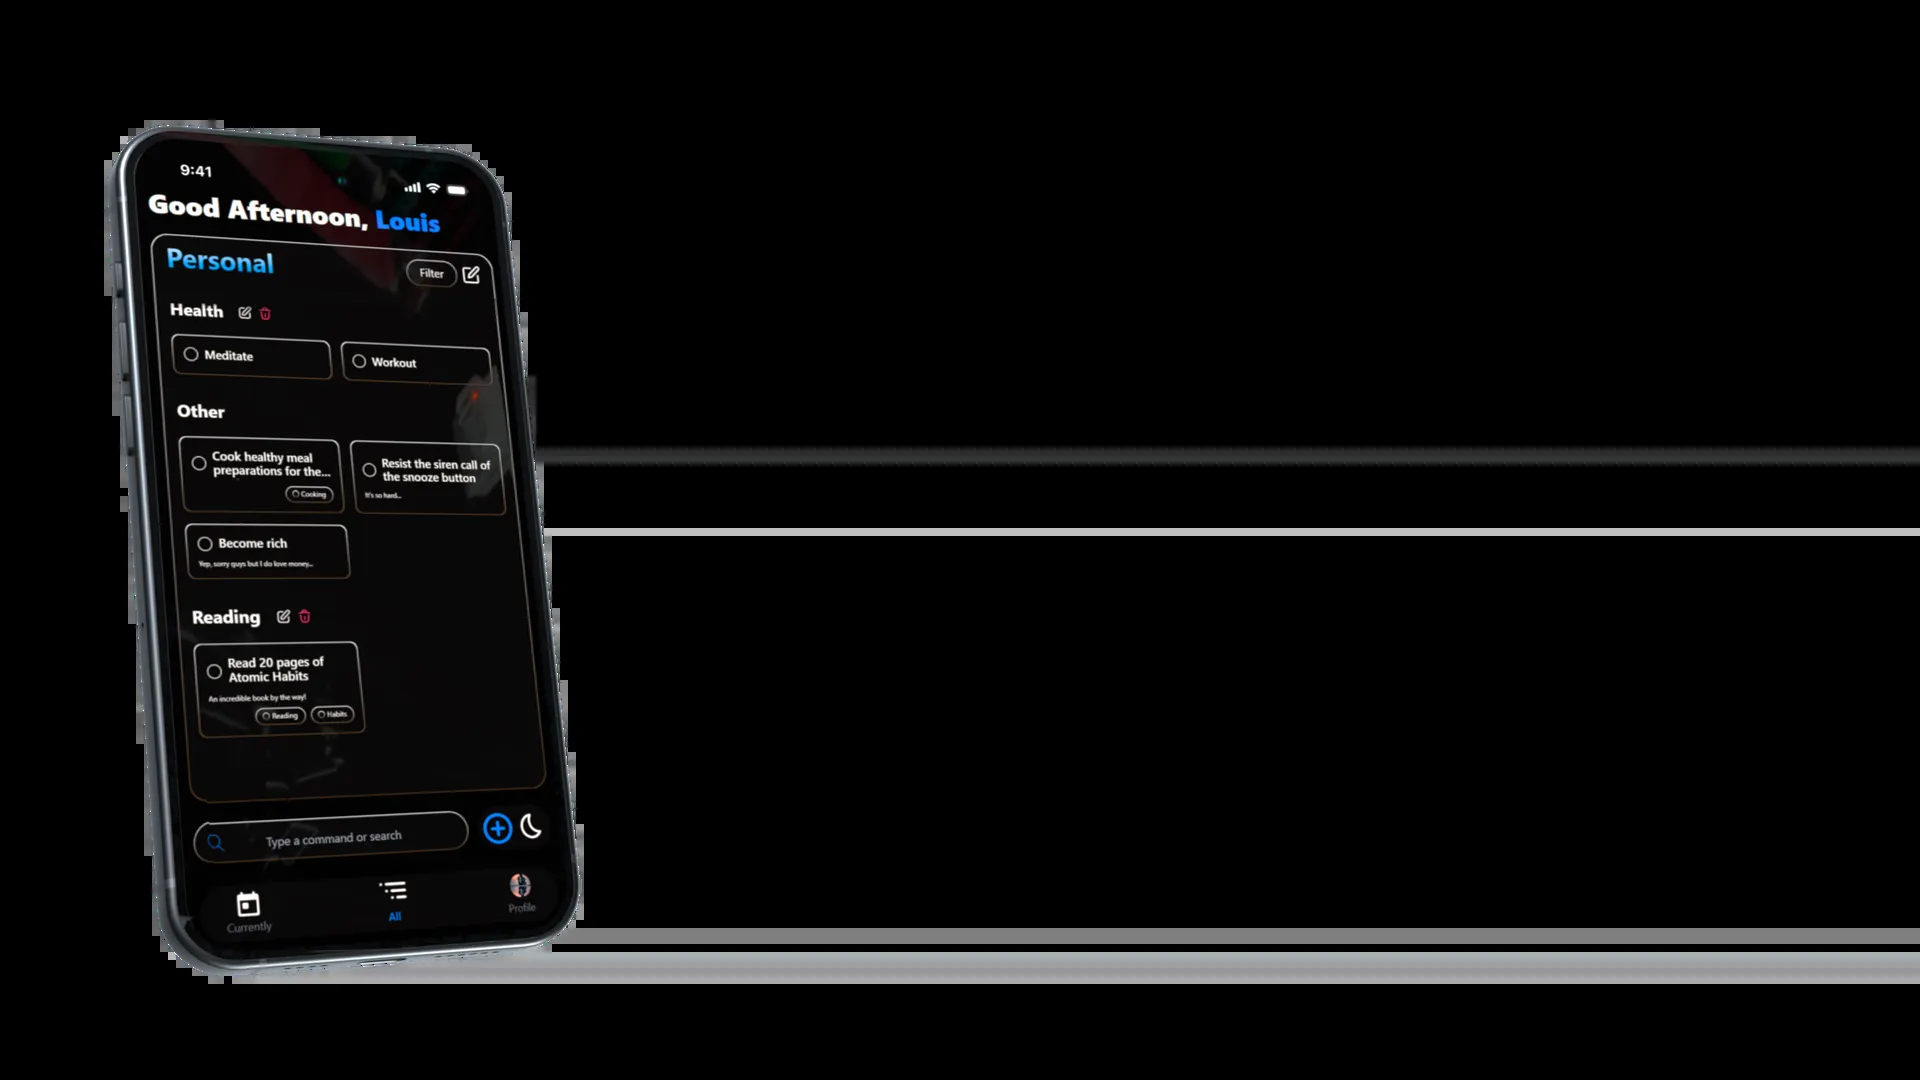 9:41
Good Afternoon, Louis
Personal
Filter
Health
Meditate
Workout
Other
Cook healthy meal
preparations for the...
Cooking
Resist the siren call of
the snooze button
It's so hard...
Become rich
Yep, sorry guys but I do love money...
Reading
Read 20 pages of
Atomic Habits
An incredible book by the way!
Reading
Habits
Type a command or search
Currently
All
Profile